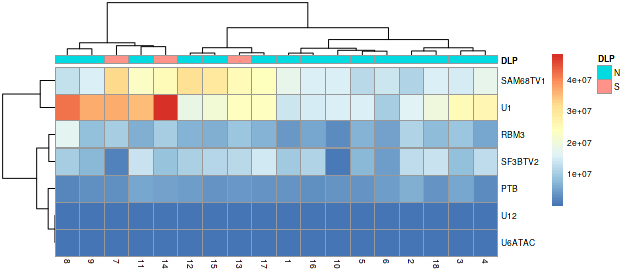 DLP
DLP
N
S
4e+07
3e+07
2e+07
1e+07
SAM68TV1
U1
RBM3
SF3BTV2
PTB
U12
U6ATAC
8 9 7 11 14 12 15 13 17 1 16 10 5 6 2 18 3 4